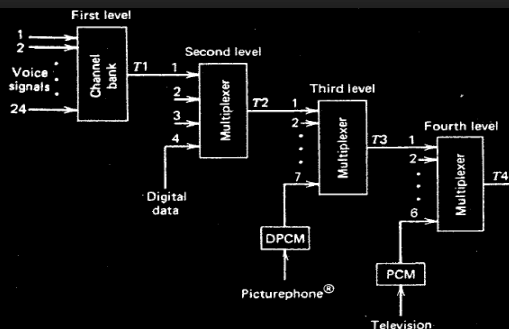 First level
1
2
Voice
signals
24
Channel
bank
T1
Second level
1
2
3
4
Multiplexer
Digital
data
T2
Third level
1
2
7
Multiplexer
DPCM
Picturephone®
T3
Fourth level
1
2
6
Multiplexer
PCM
Television
T4